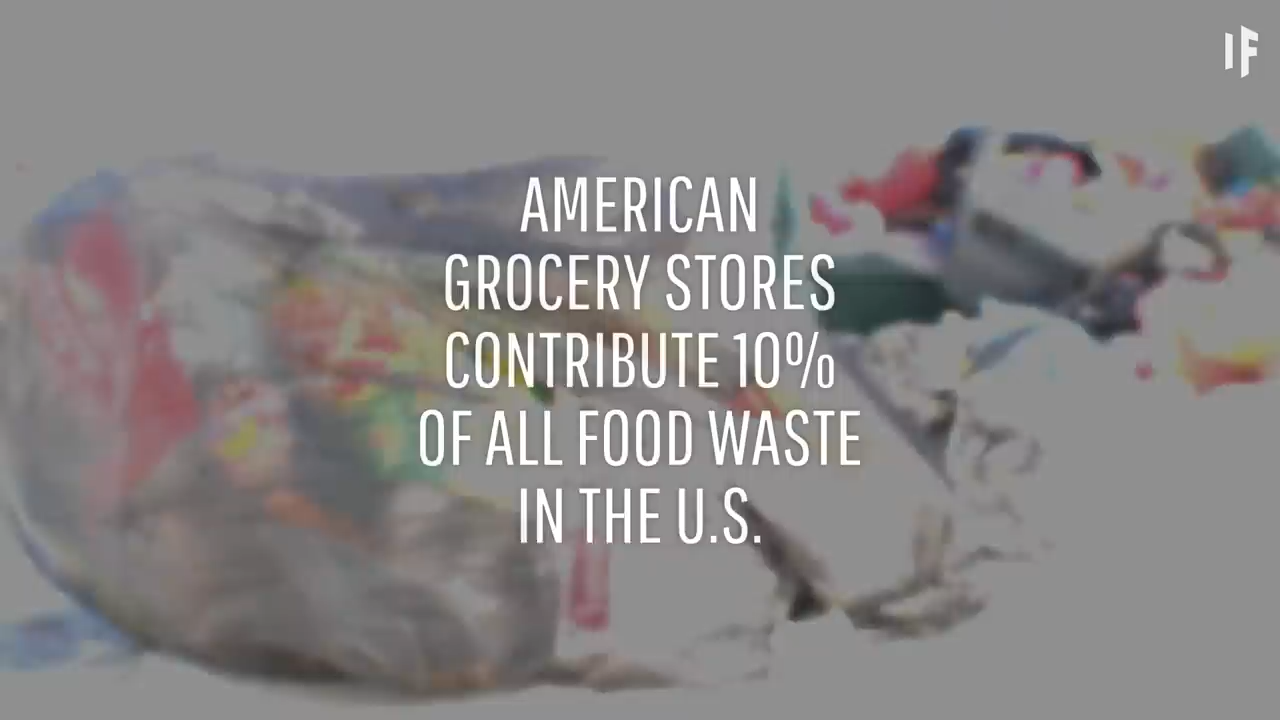 IF
AMERICAN
GROCERY STORES
CONTRIBUTE 10%
OF ALL FOOD WASTE
IN THE U.S.